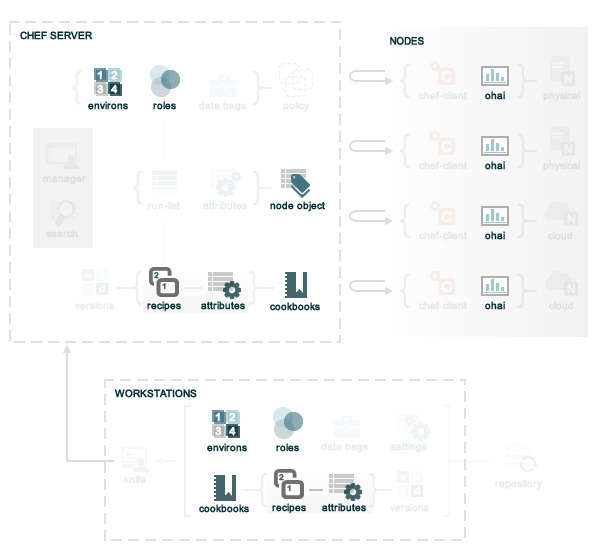 CHEF SERVER
NODES
1 2
3 4
environs
roles
data bags
policy
C
chef-client
ohai
N
physical
manager
search
run-list
attributes
node object
C
chef-client
ohai
N
physical
C
chef-client
ohai
N
cloud
versions
2
1
recipes
attributes
cookbooks
C
chef-client
ohai
N
cloud
WORKSTATIONS
1 2
3 4
environs
roles
data bags
settings
knife
repository
cookbooks
2
1
recipes
attributes
versions